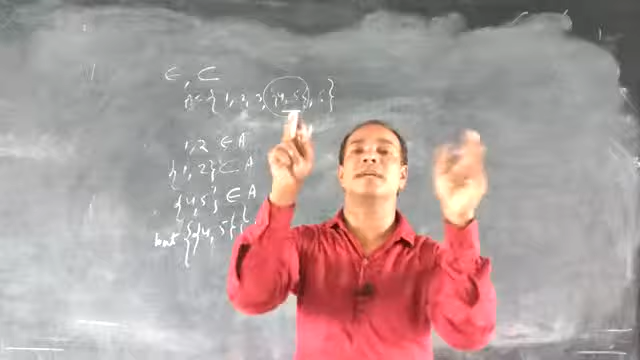 ∈, ⊂
A = { 1, 2, 3, {4, 5}, 6 }
1, 2 ∈ A
{1, 2} ⊂ A
{4, 5} ∈ A
but {{4, 5}}